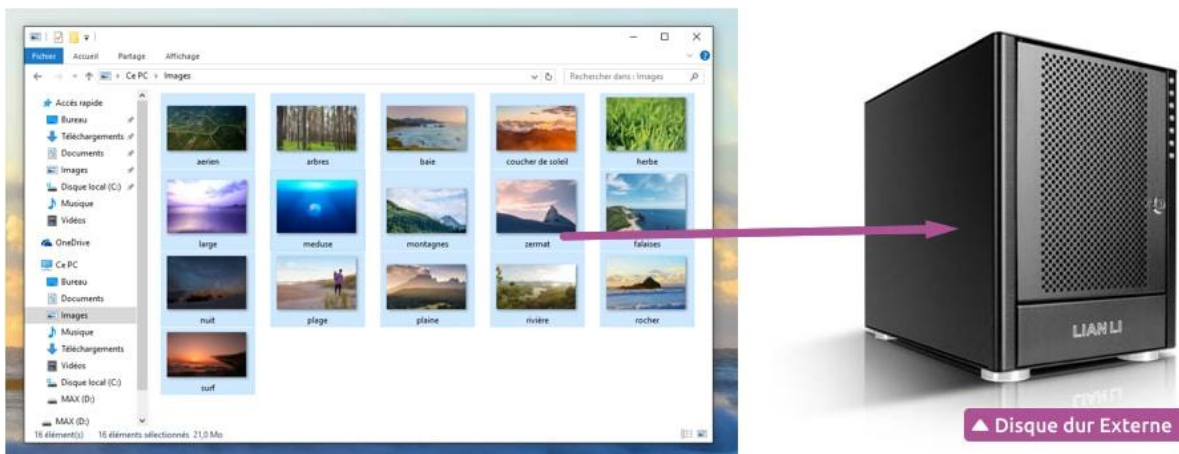 Fichier Accueil Partage Affichage
Ce PC > Images
Rechercher dans : Images
Accès rapide
Bureau
Téléchargements
Documents
Images
Disque local (C:)
Musique
Vidéos
OneDrive
Ce PC
Bureau
Documents
Images
Musique
Téléchargements
Vidéos
Disque local (C:)
MAX (D:)
MAX (D:)
aerien arbres baie coucher de soleil herbe
large meduse montagnes zermat falaises
nuit plage plaine rivière rocher
surf
16 élément(s) 16 éléments sélectionnés 21,0 Mo
LIAN LI
Disque dur Externe